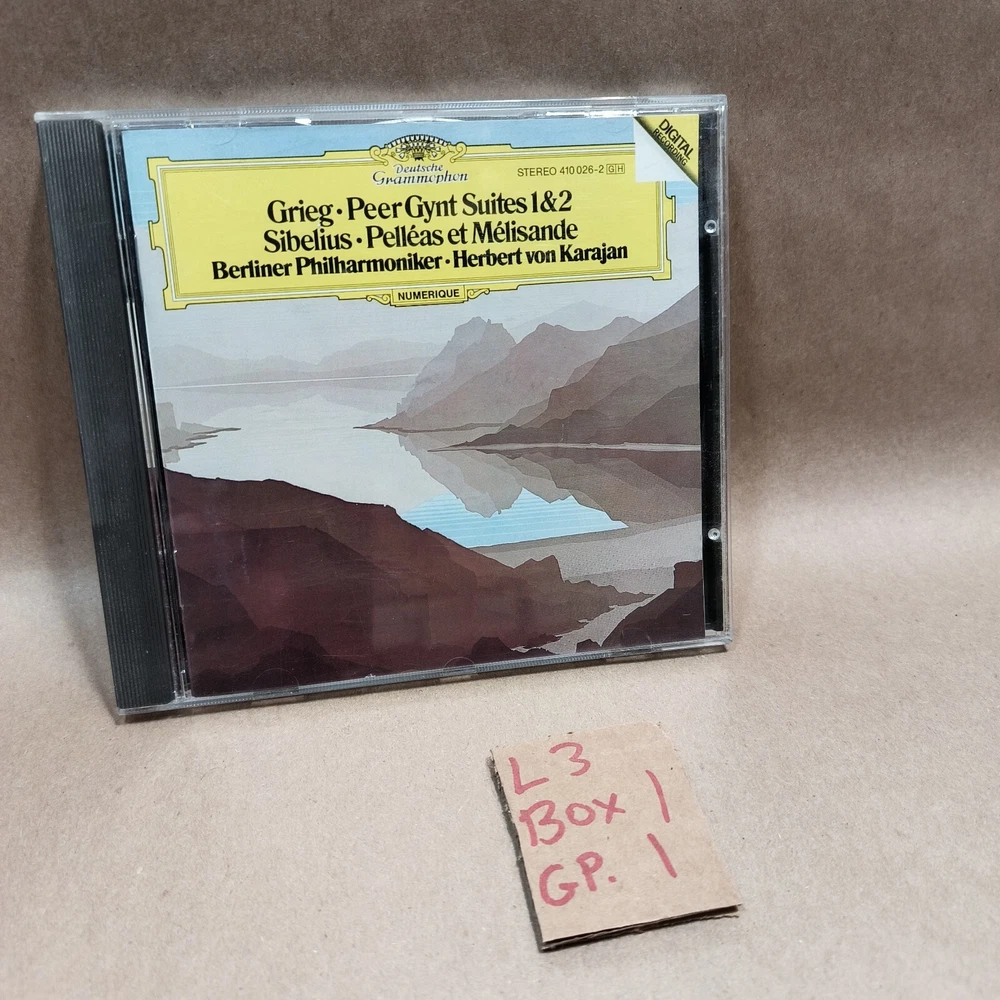 DIGITAL
RECORDING
Deutsche
Grammophon
STEREO 410 026-2 GH
Grieg · Peer Gynt Suites 1 & 2
Sibelius · Pelléas et Mélisande
Berliner Philharmoniker · Herbert von Karajan
NUMERIQUE
L 3
Box 1
GP. 1